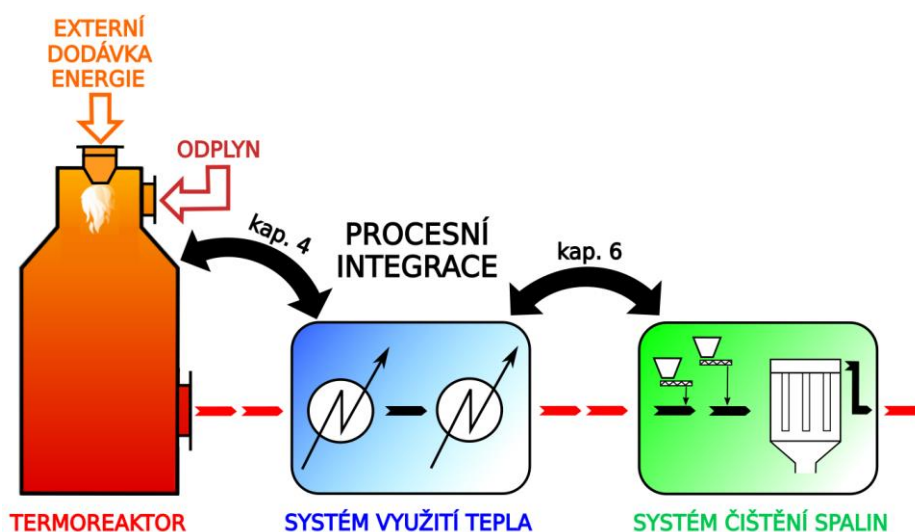 EXTERNÍ
DODÁVKA
ENERGIE
ODPLYN
kap. 4
PROCESNÍ
INTEGRACE
kap. 6
TERMOREAKTOR
SYSTÉM VYUŽITÍ TEPLA
SYSTÉM ČIŠTĚNÍ SPALIN